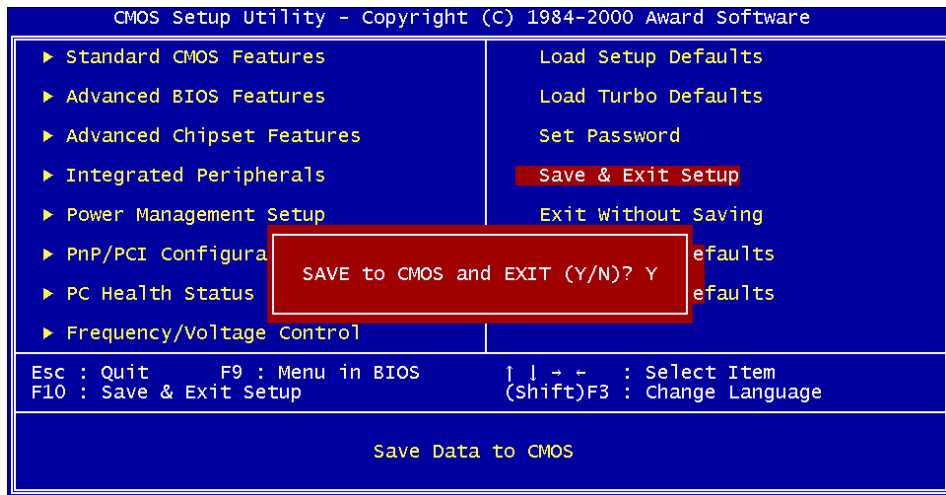 CMOS Setup Utility – Copyright (C) 1984–2000 Award Software
▶ Standard CMOS Features
▶ Advanced BIOS Features
▶ Advanced Chipset Features
▶ Integrated Peripherals
▶ Power Management Setup
▶ PnP/PCI Configura
▶ PC Health Status
▶ Frequency/Voltage Control
Load Setup Defaults
Load Turbo Defaults
Set Password
Save & Exit Setup
Exit Without Saving
efaults
efaults
SAVE to CMOS and EXIT (Y/N)? Y
Esc : Quit F9 : Menu in BIOS ↑ ↓ → ← : Select Item
F10 : Save & Exit Setup (Shift)F3 : Change Language
Save Data to CMOS